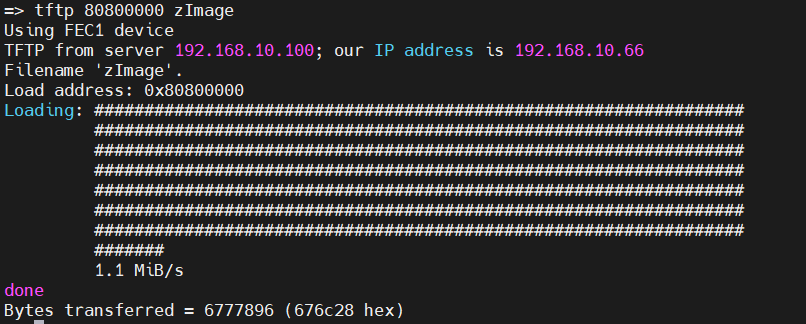 => tftp 80800000 zImage
Using FEC1 device
TFTP from server 192.168.10.100; our IP address is 192.168.10.66
Filename 'zImage'.
Load address: 0x80800000
Loading: #################################################################
         #################################################################
         #################################################################
         #################################################################
         #################################################################
         #################################################################
         #################################################################
         #######
         1.1 MiB/s
done
Bytes transferred = 6777896 (676c28 hex)